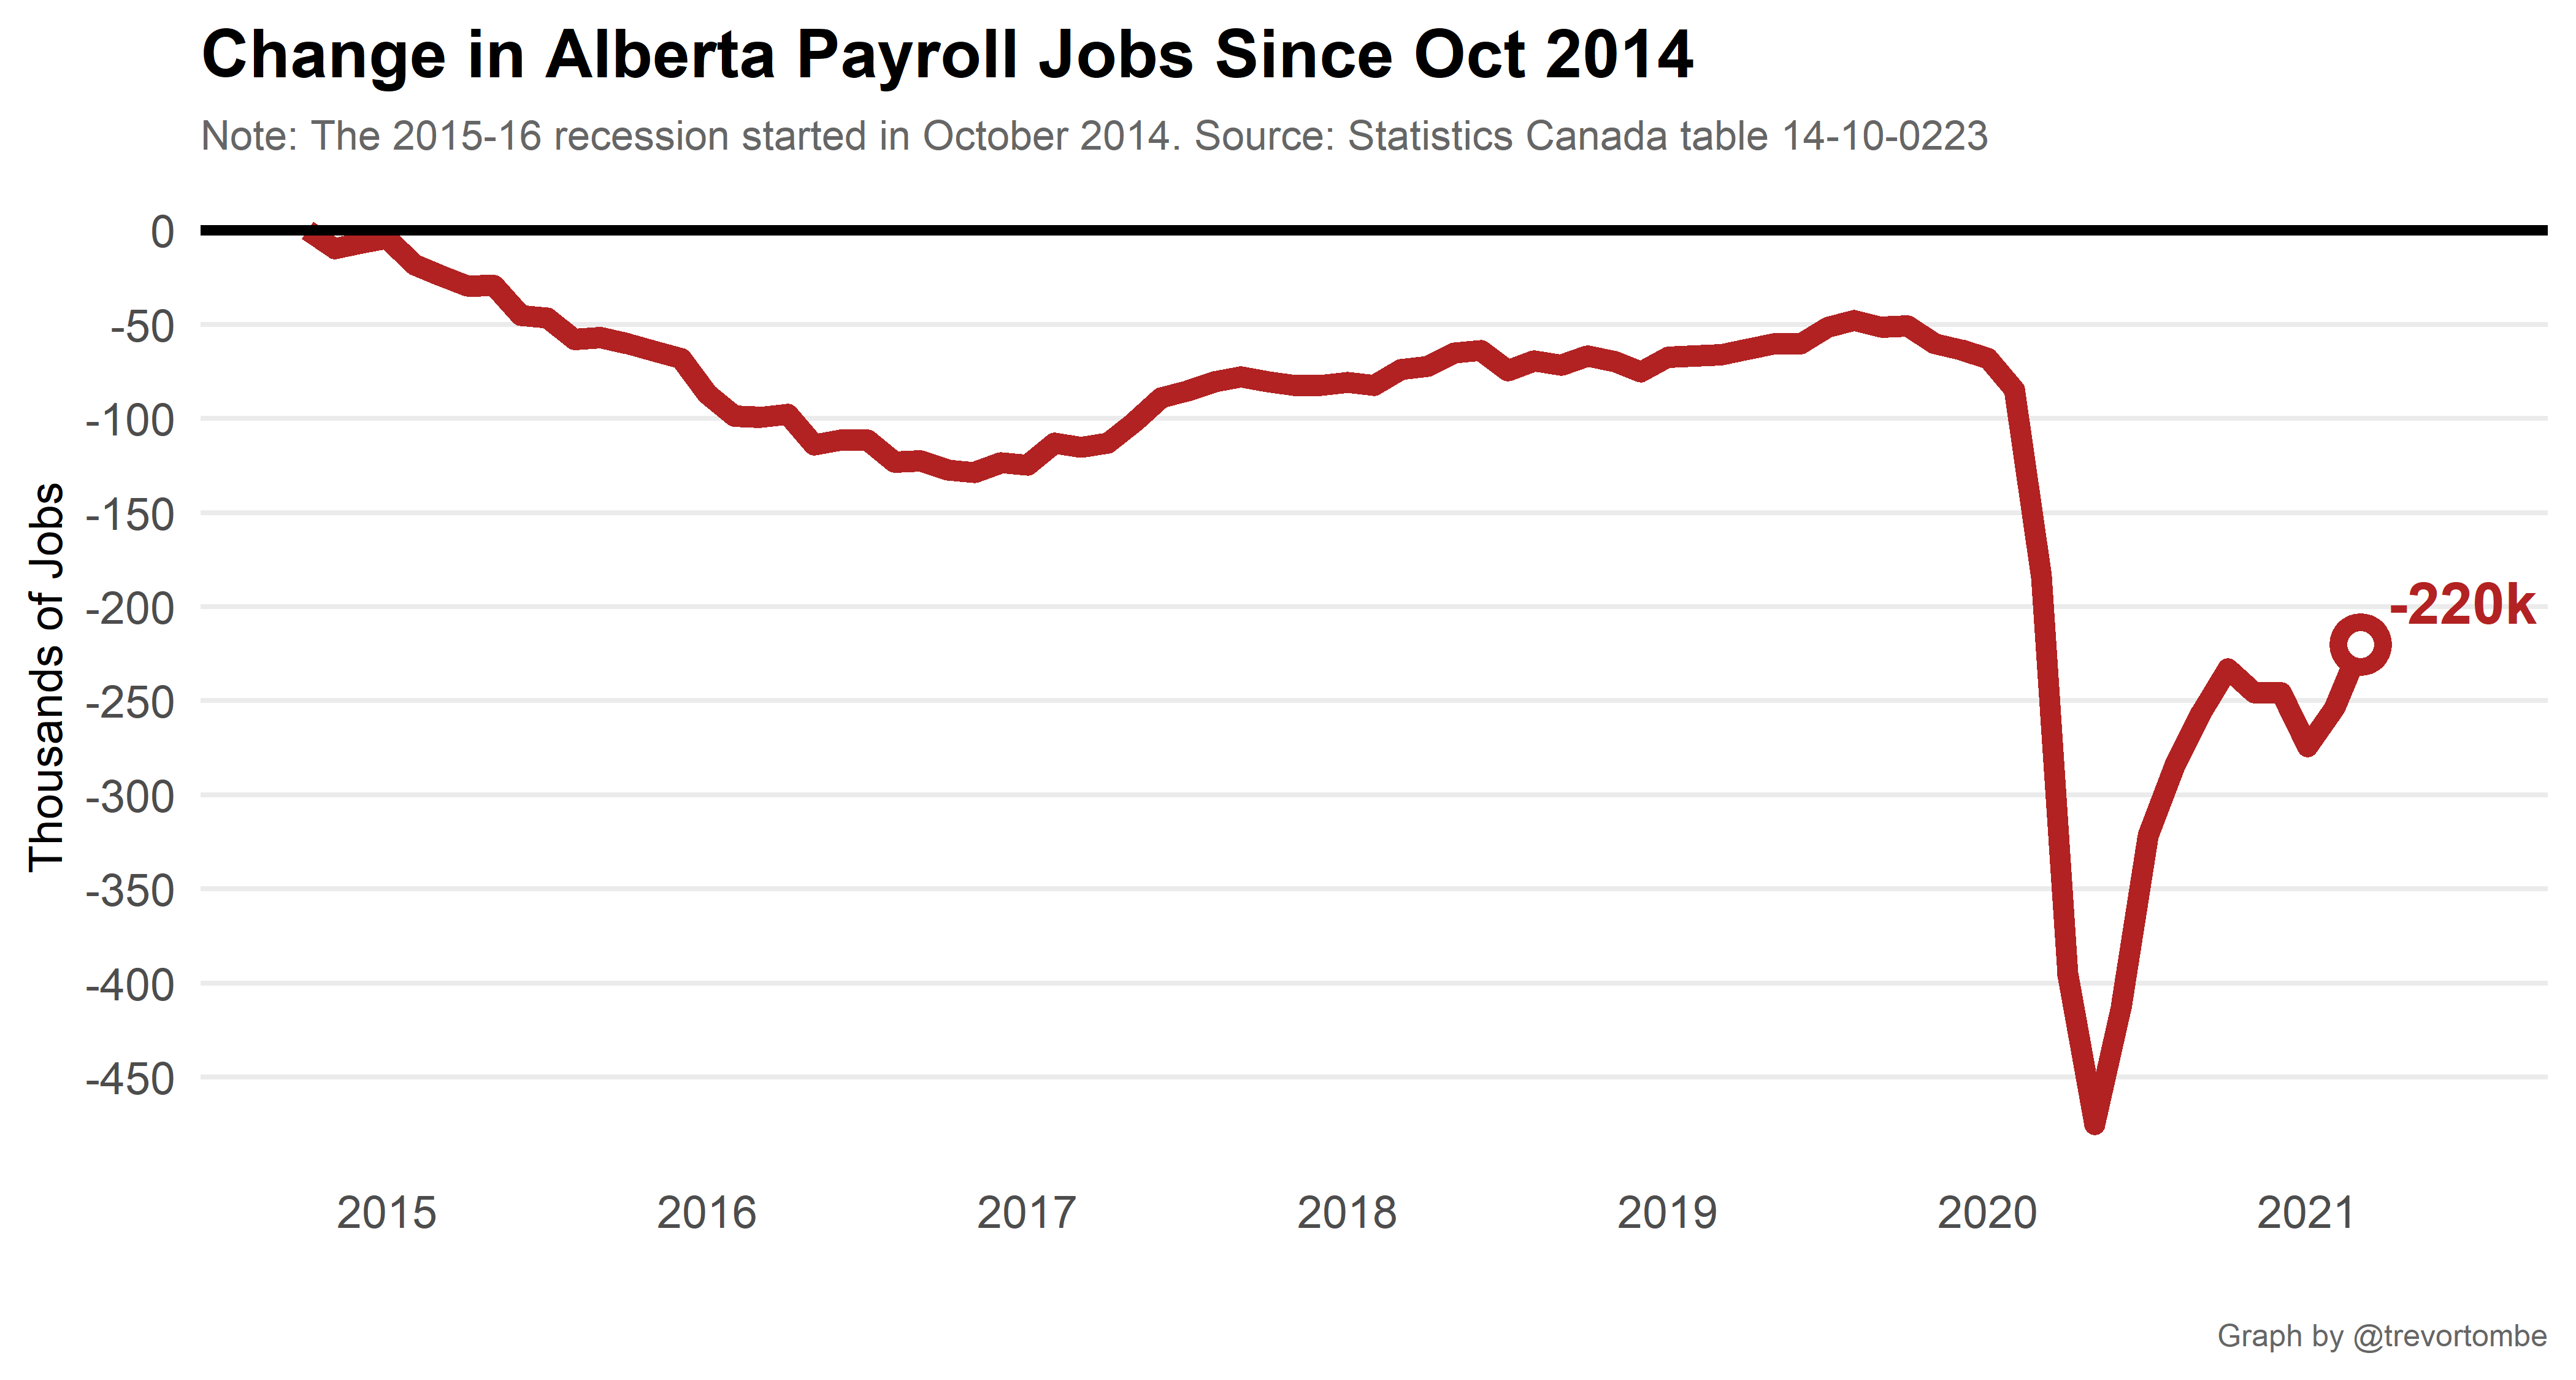 Change in Alberta Payroll Jobs Since Oct 2014
Note: The 2015-16 recession started in October 2014. Source: Statistics Canada table 14-10-0223
Thousands of Jobs
0
-50
-100
-150
-200
-250
-300
-350
-400
-450
-220k
2015 2016 2017 2018 2019 2020 2021
Graph by @trevortombe